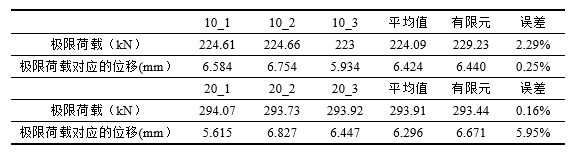 10_1 10_2 10_3 平均值 有限元 误差
极限荷载（kN） 224.61 224.66 223 224.09 229.23 2.29%
极限荷载对应的位移(mm) 6.584 6.754 5.934 6.424 6.440 0.25%
20_1 20_2 20_3 平均值 有限元 误差
极限荷载（kN） 294.07 293.73 293.92 293.91 293.44 0.16%
极限荷载对应的位移(mm) 5.615 6.827 6.447 6.296 6.671 5.95%